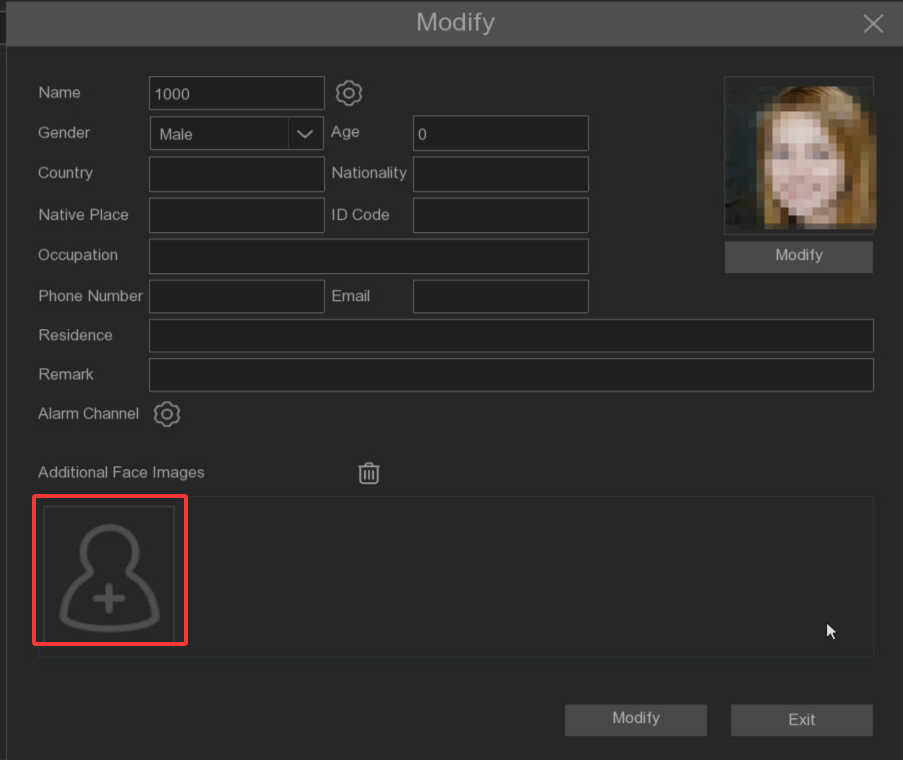 Modify
Name 1000
Gender Male Age 0
Country Nationality
Native Place ID Code
Occupation
Modify
Phone Number Email
Residence
Remark
Alarm Channel
Additional Face Images
Modify Exit